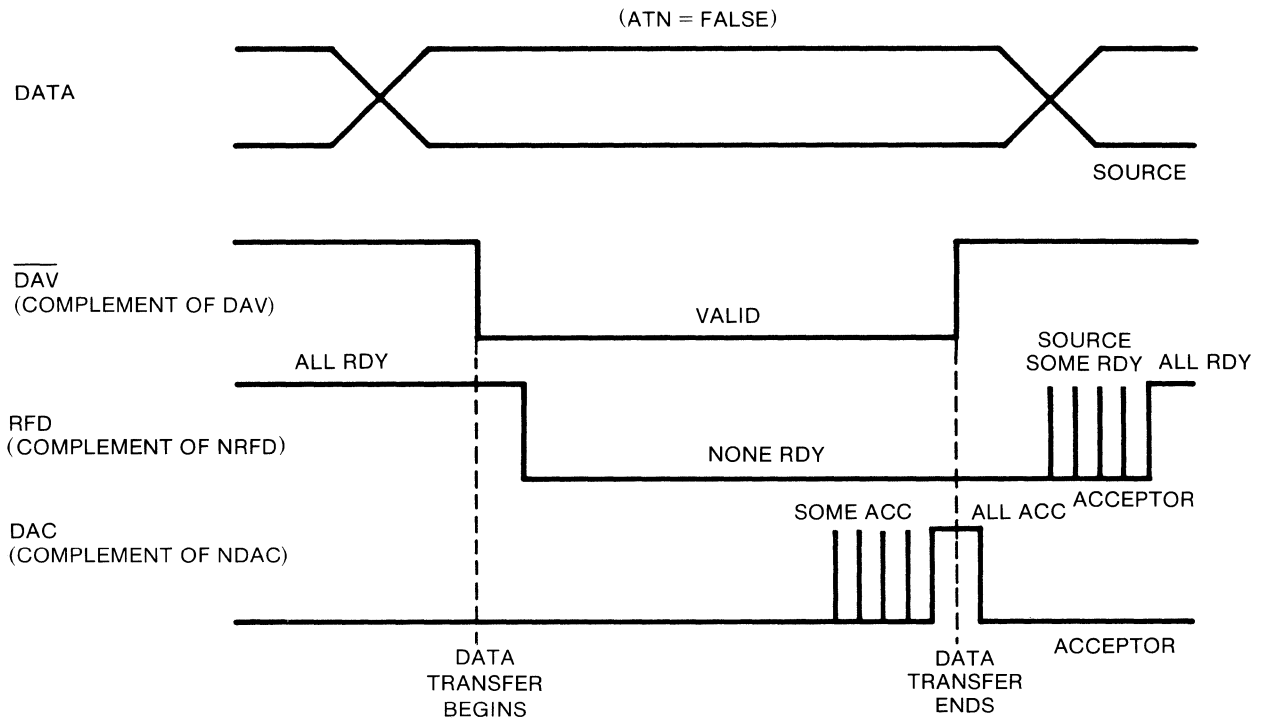 (ATN = FALSE)
DATA
SOURCE
DAV
(COMPLEMENT OF DAV)
VALID
SOURCE
SOME RDY
ALL RDY
ALL RDY
RFD
(COMPLEMENT OF NRFD)
NONE RDY
ACCEPTOR
SOME ACC
ALL ACC
DAC
(COMPLEMENT OF NDAC)
ACCEPTOR
DATA
TRANSFER
BEGINS
DATA
TRANSFER
ENDS